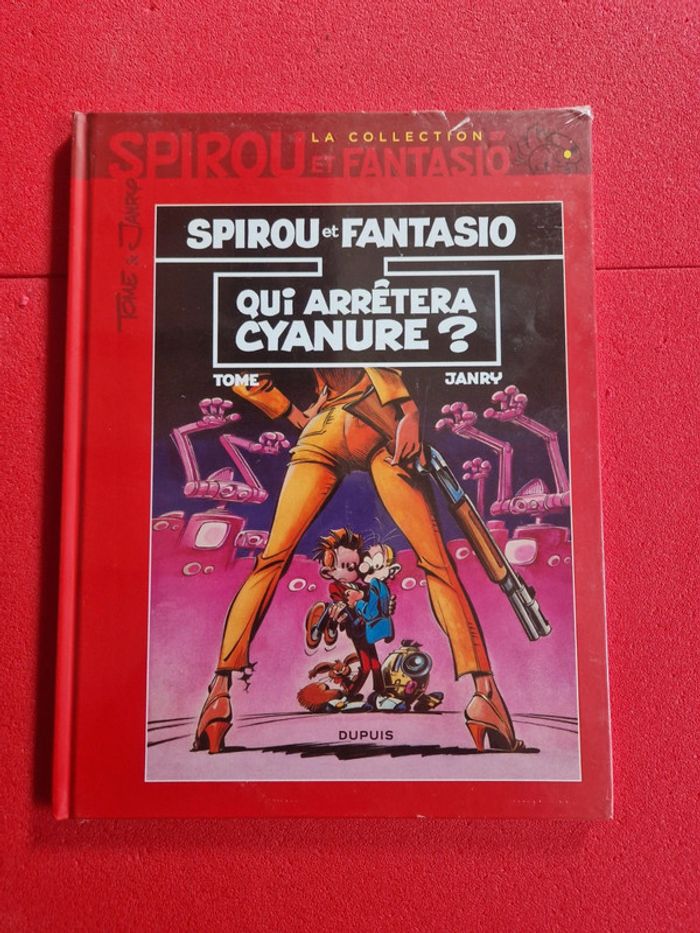 LA COLLECTION
SPIROU ET FANTASIO
TOME & JANRY
SPIROU et FANTASIO
QUi ARRÊTERA
CYANURE ?
TOME JANRY
DUPUIS